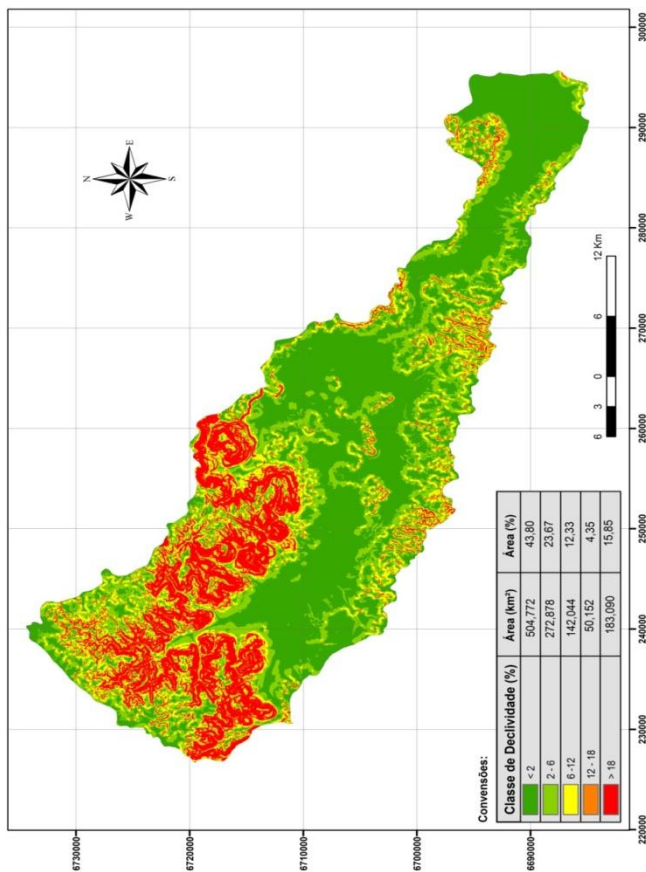 6730000
6720000
6710000
6700000
6690000
N
W
E
S
6 3 0 6 12 Km
Convensões:
Classe de Declividade (%) Área (km²) Área (%)
< 2 504,772 43,80
2 - 6 272,878 23,67
6 -12 142,044 12,33
12 - 18 50,152 4,35
> 18 183,090 15,85
220000 230000 240000 250000 260000 270000 280000 290000 300000